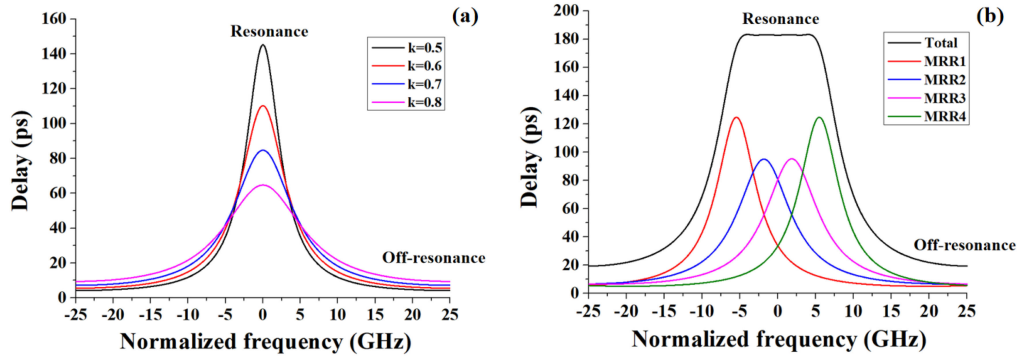 (a)
Resonance
k=0.5
k=0.6
k=0.7
k=0.8
Off-resonance
Delay (ps)
160
140
120
100
80
60
40
20
0
-25 -20 -15 -10 -5 0 5 10 15 20 25
Normalized frequency (GHz)
(b)
Resonance
Total
MRR1
MRR2
MRR3
MRR4
Off-resonance
Delay (ps)
200
180
160
140
120
100
80
60
40
20
0
-25 -20 -15 -10 -5 0 5 10 15 20 25
Normalized frequency (GHz)